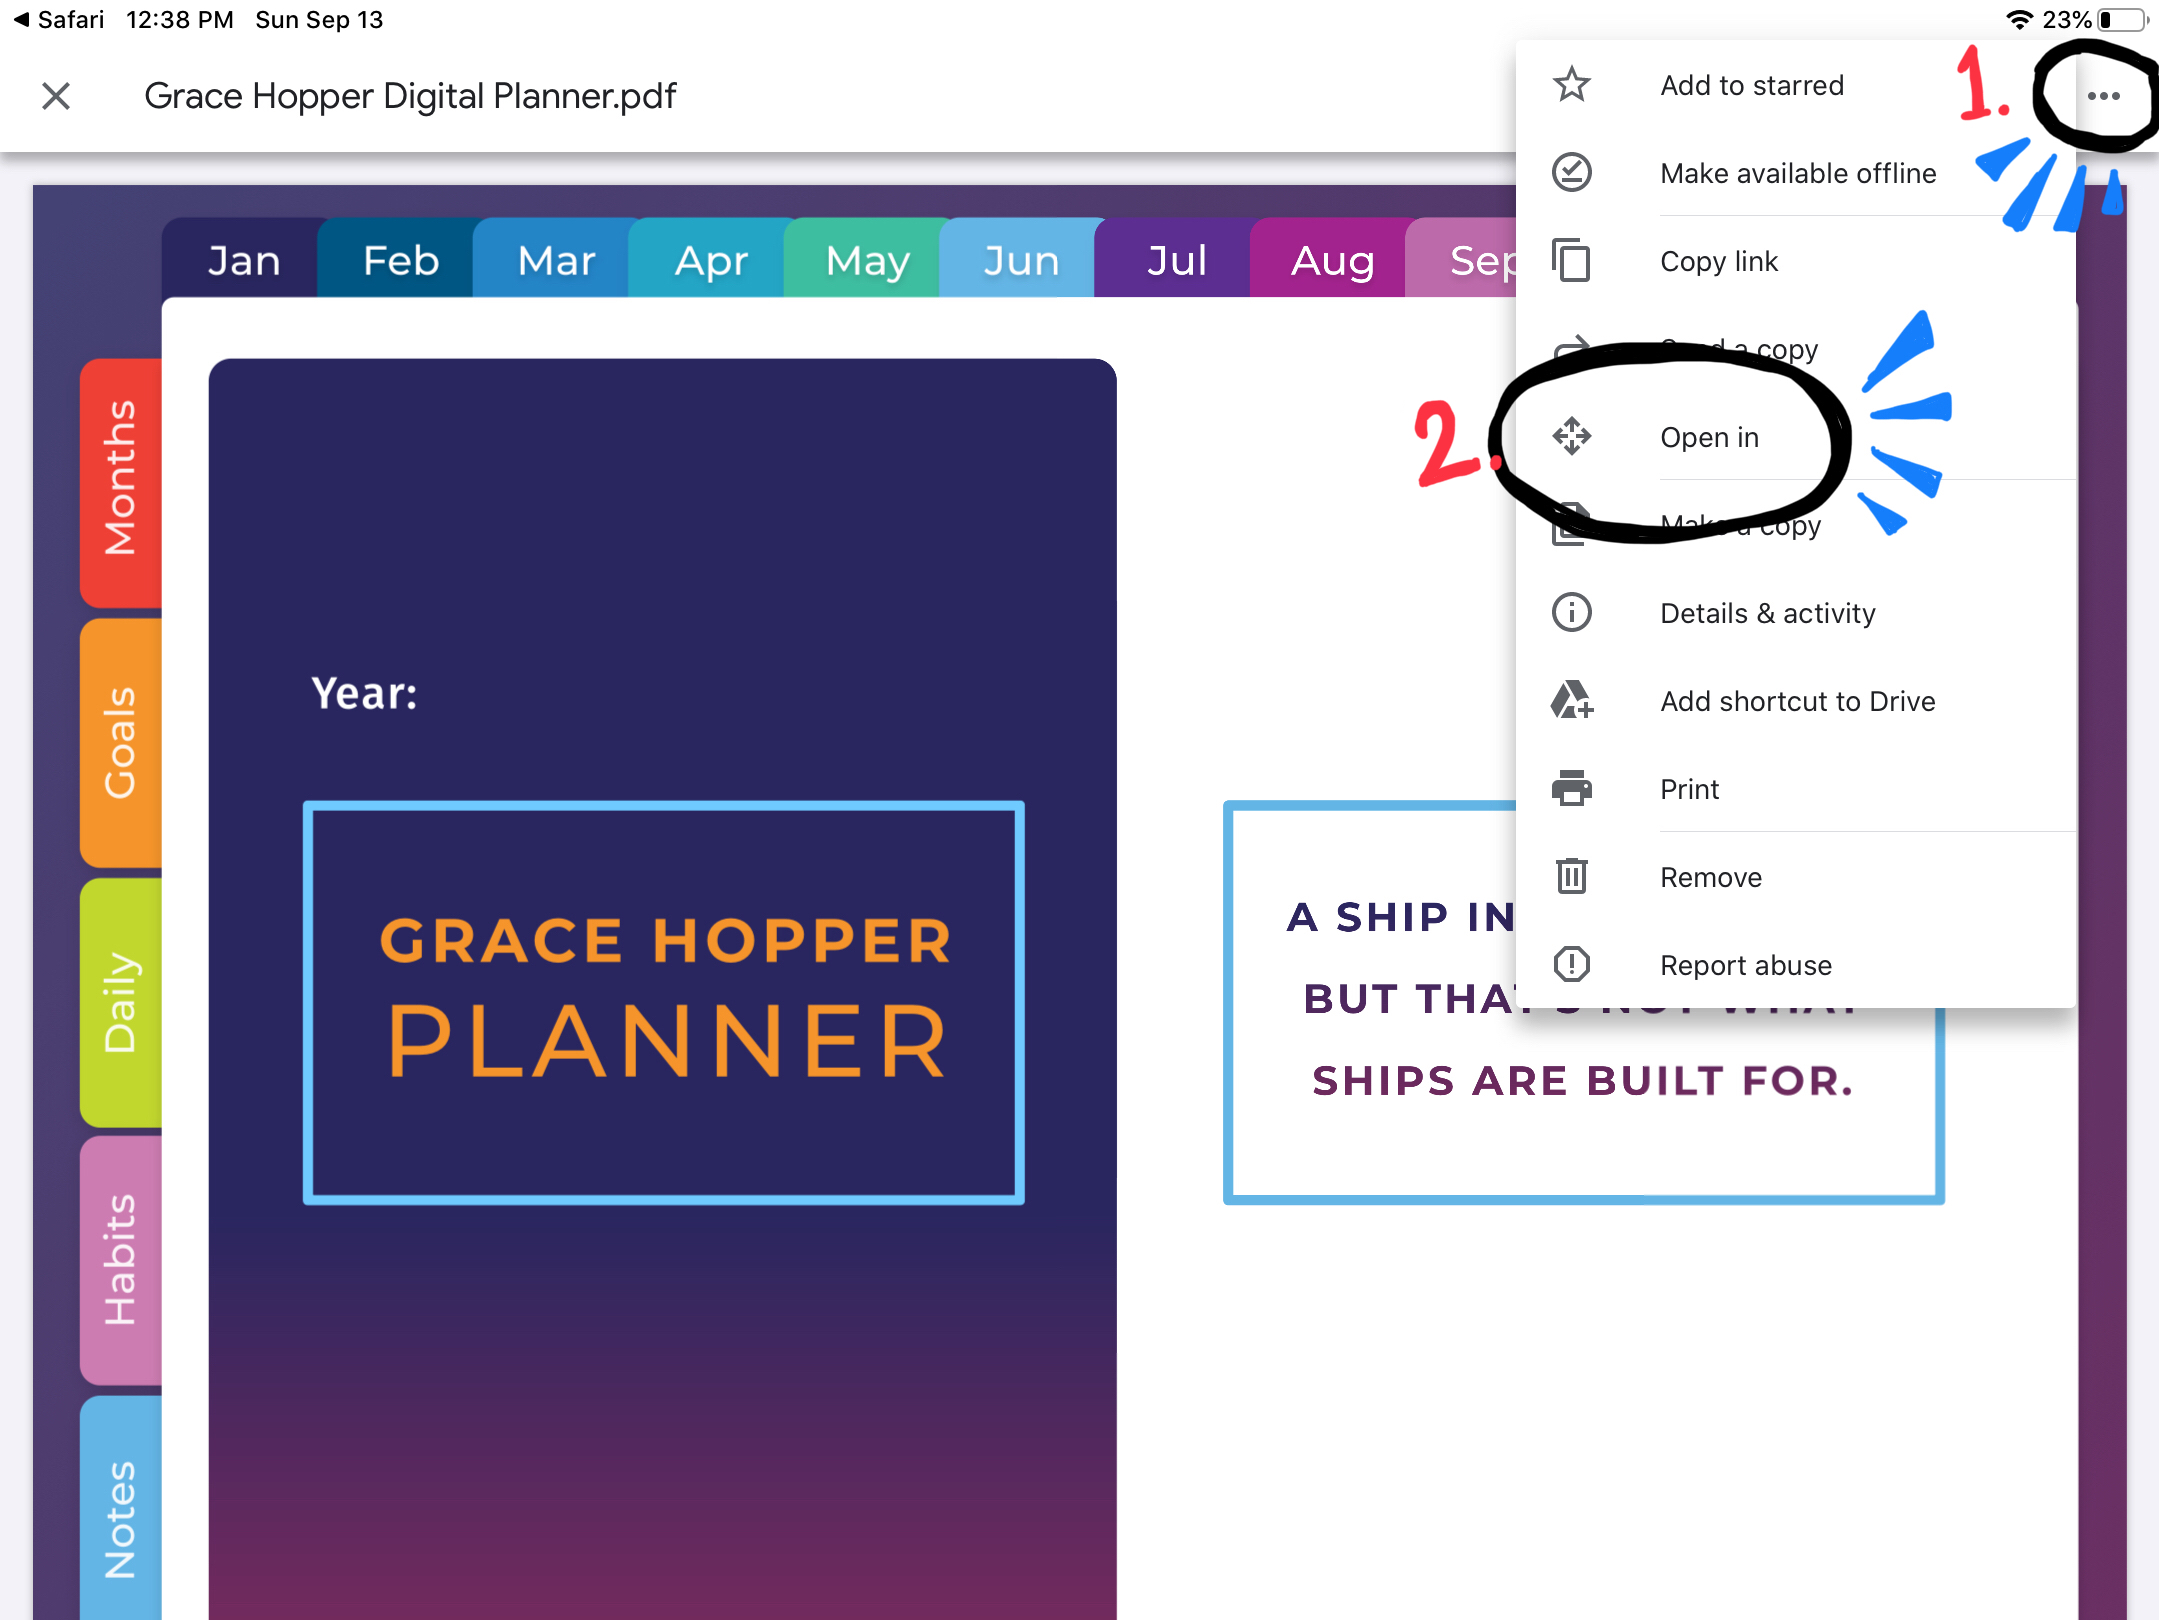 Safari 12:38 PM Sun Sep 13
23%
Grace Hopper Digital Planner.pdf
1.
Add to starred
Make available offline
Copy link
Send a copy
2.
Open in
Make a copy
Details & activity
Add shortcut to Drive
Print
Remove
Report abuse
Jan Feb Mar Apr May Jun Jul Aug Sep
Months
Goals
Daily
Habits
Notes
Year:
GRACE HOPPER
PLANNER
A SHIP IN
BUT THAT'S NOT WHAT
SHIPS ARE BUILT FOR.